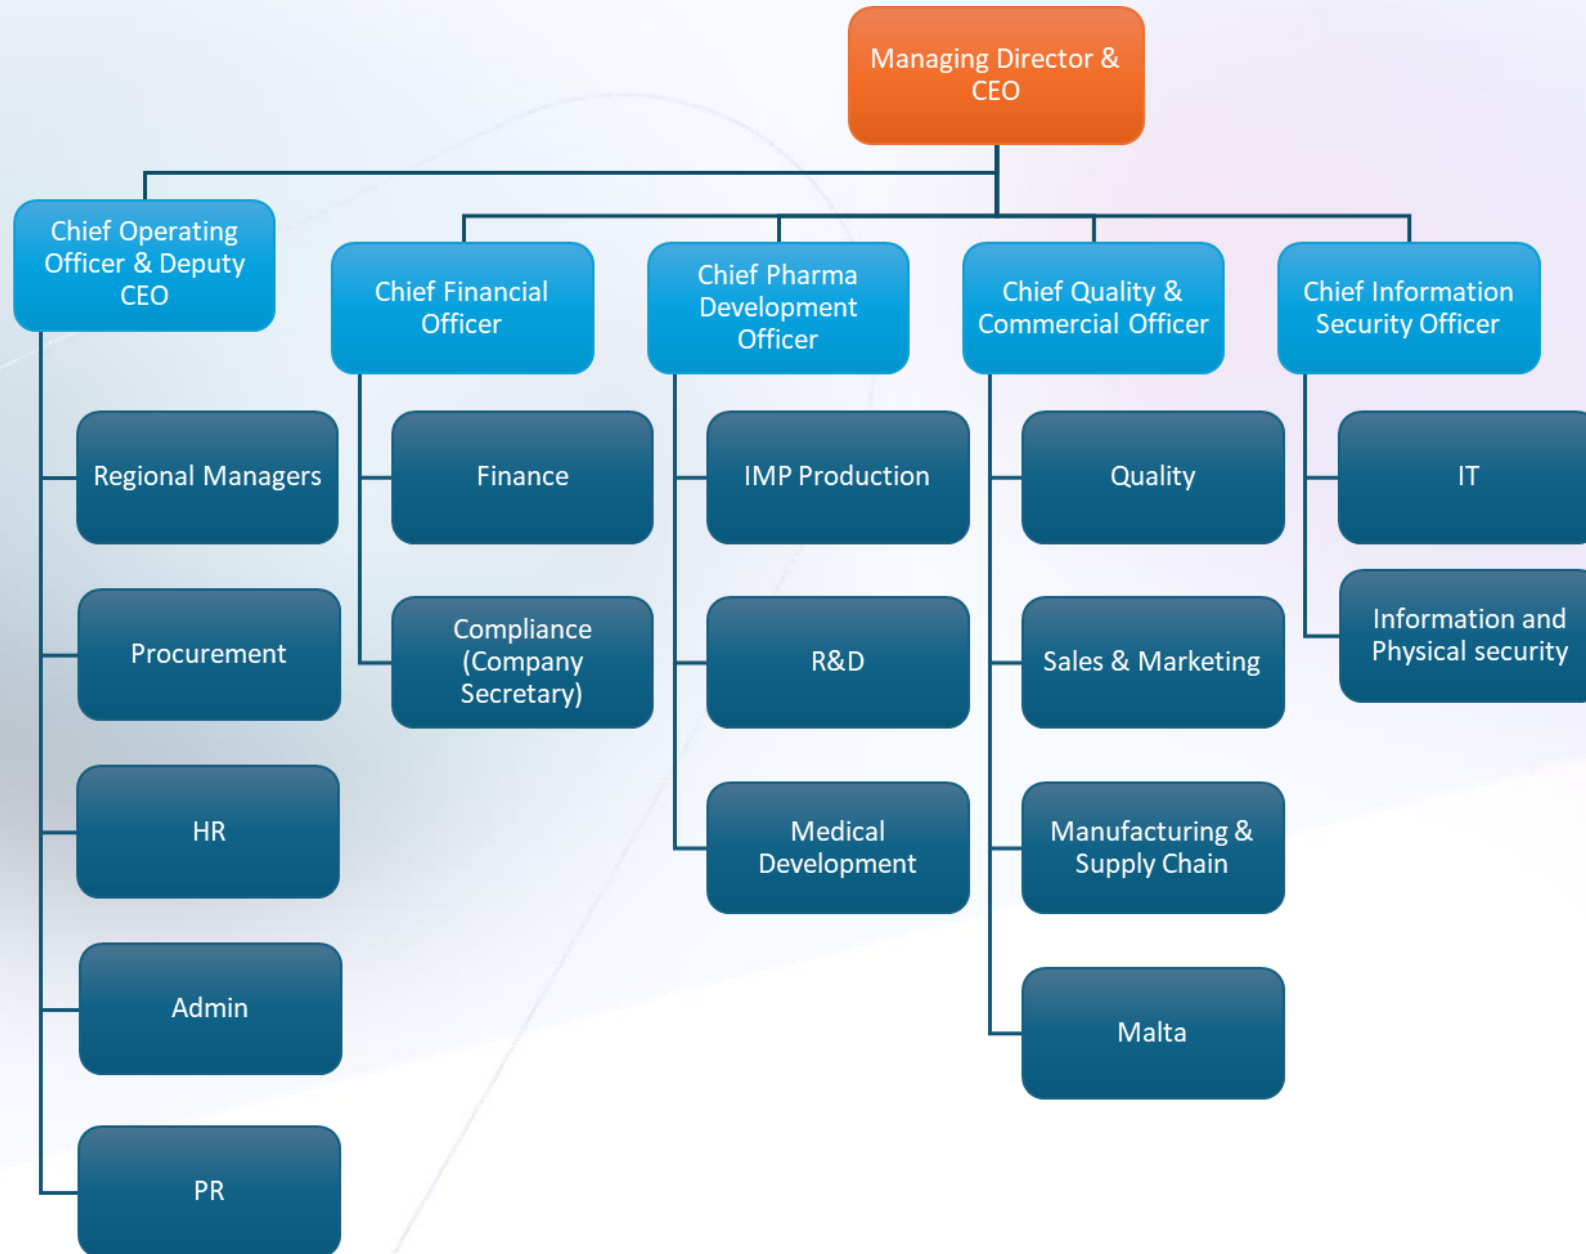 Managing Director &
CEO
Chief Operating
Officer & Deputy
CEO
Chief Financial
Officer
Chief Pharma
Development
Officer
Chief Quality &
Commercial Officer
Chief Information
Security Officer
Regional Managers
Procurement
HR
Admin
PR
Finance
Compliance
(Company
Secretary)
IMP Production
R&D
Medical
Development
Quality
Sales & Marketing
Manufacturing &
Supply Chain
Malta
IT
Information and
Physical security